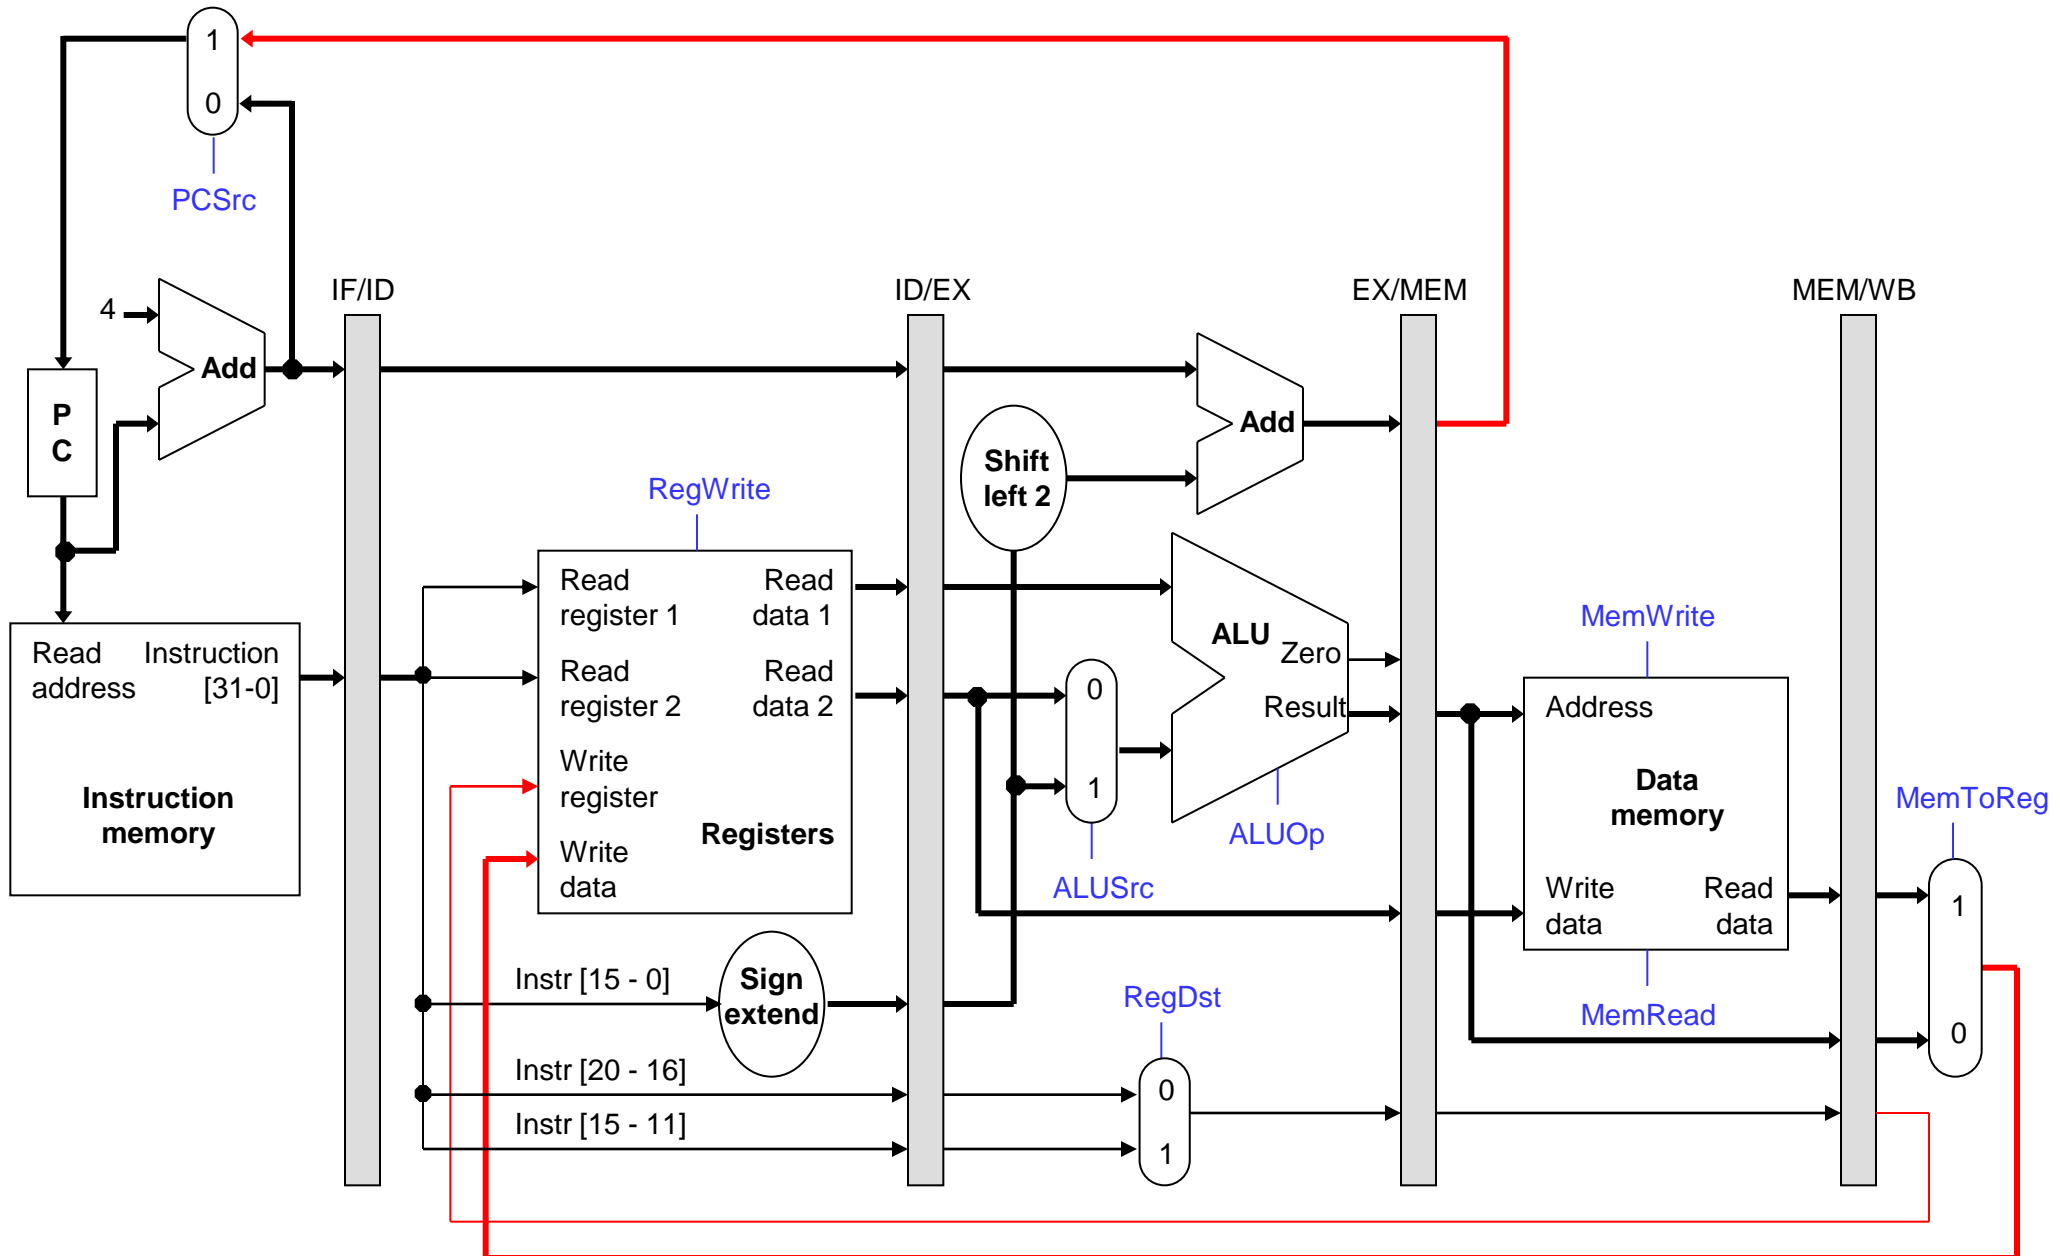 1
0
PCSrc
4
Add
P
C
IF/ID
ID/EX
EX/MEM
MEM/WB
Add
Shift
left 2
RegWrite
Read
address
Instruction
[31-0]
Instruction
memory
Read
register 1
Read
data 1
Read
register 2
Read
data 2
Write
register
Write
data
Registers
ALU
Zero
Result
0
1
ALUSrc
ALUOp
MemWrite
Address
Data
memory
Write
data
Read
data
MemRead
MemToReg
1
0
Instr [15 - 0]
Sign
extend
Instr [20 - 16]
Instr [15 - 11]
RegDst
0
1